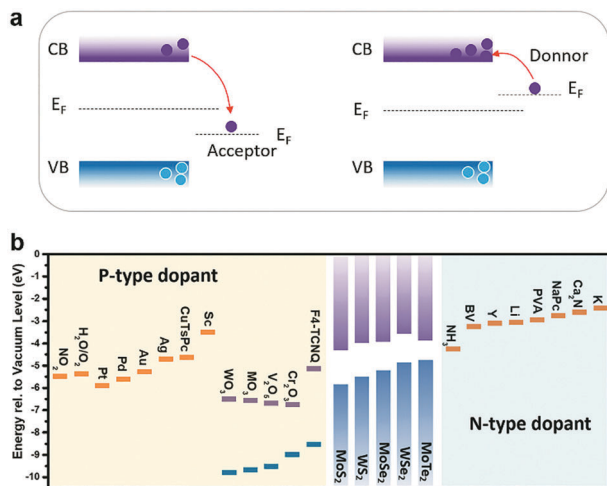 a
CB
E_F
VB
Acceptor
E_F
CB
Donnor
E_F
E_F
VB
b
Energy rel. to Vacuum Level (eV)
0
-1
-2
-3
-4
-5
-6
-7
-8
-9
-10
P-type dopant
NO₂
H₂O/O₂
Pt
Pd
Au
Ag
CuTsPc
Sc
WO₃
MO₃
V₂O₅
Cr₂O₃
F4-TCNQ
MoS₂
WS₂
MoSe₂
WSe₂
MoTe₂
NH₃
BV
Y
Li
PVA
NaPc
Ca₂N
K
N-type dopant